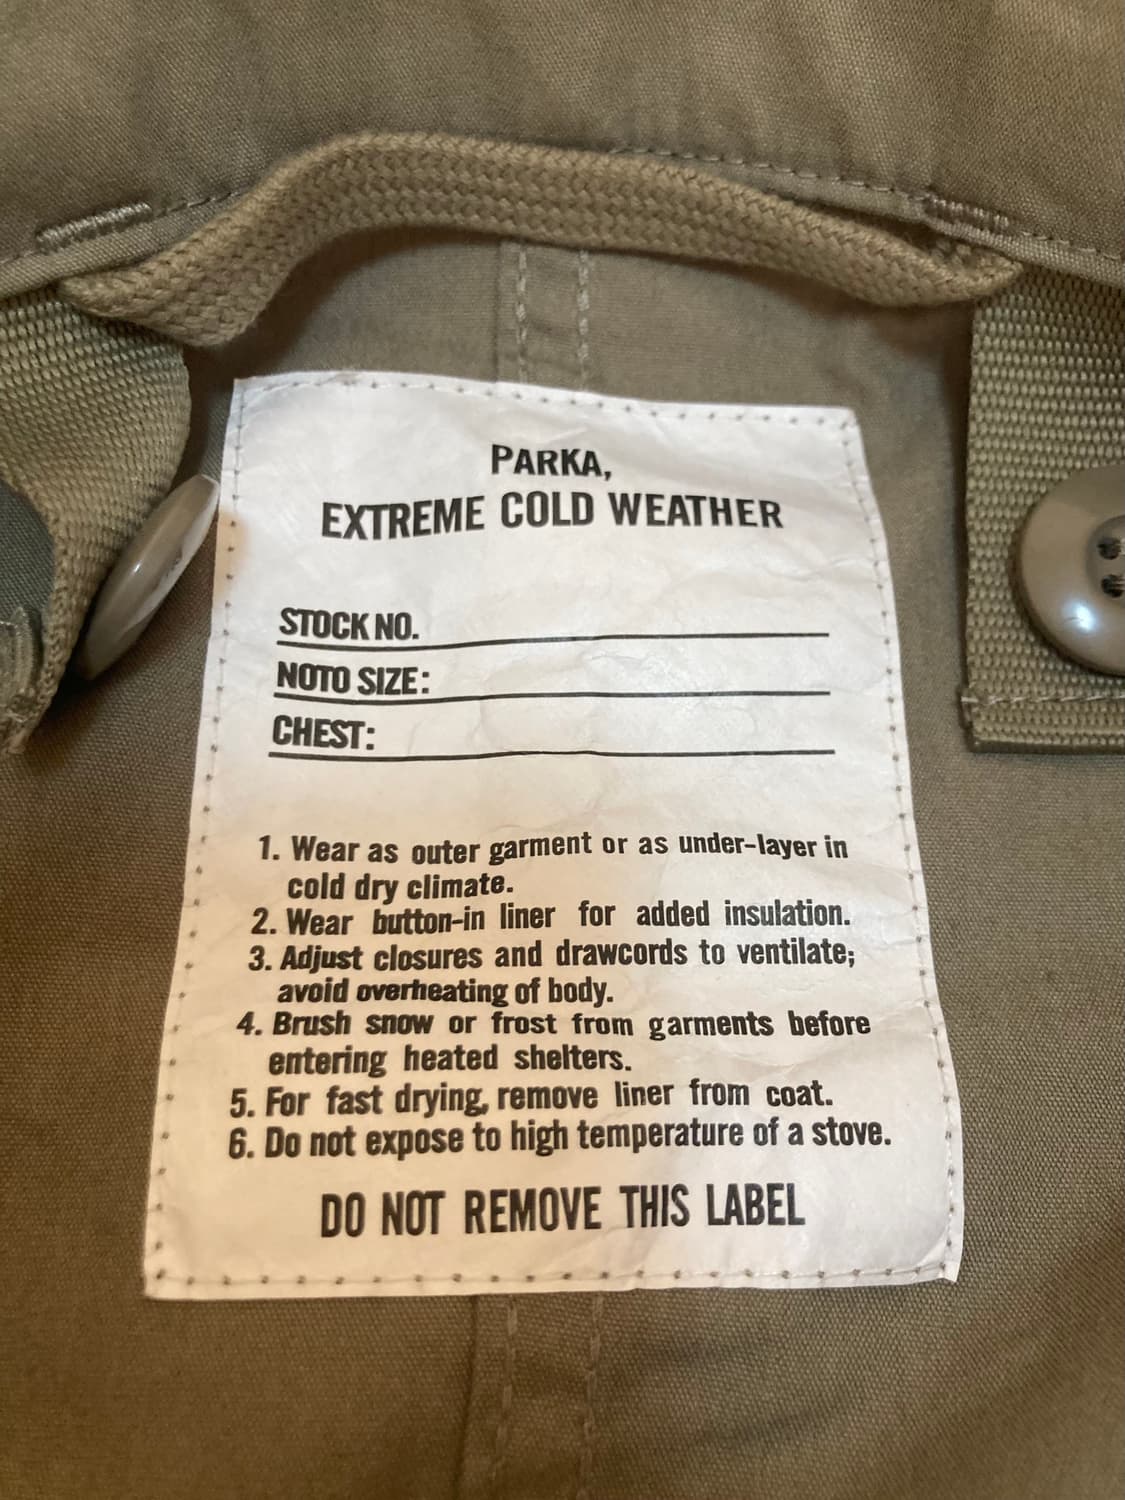 PARKA,
EXTREME COLD WEATHER
STOCK NO.
NOTO SIZE:
CHEST:
1. Wear as outer garment or as under-layer in
cold dry climate.
2. Wear button-in liner for added insulation.
3. Adjust closures and drawcords to ventilate;
avoid overheating of body.
4. Brush snow or frost from garments before
entering heated shelters.
5. For fast drying, remove liner from coat.
6. Do not expose to high temperature of a stove.
DO NOT REMOVE THIS LABEL